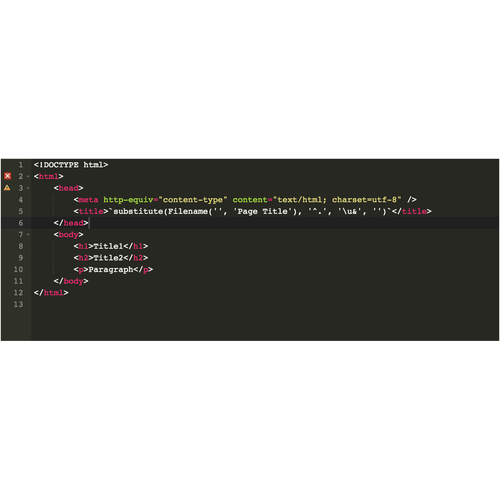 1 <!DOCTYPE html>
2 <html>
3 <head>
4 <meta http-equiv="content-type" content="text/html; charset=utf-8" />
5 <title>`substitute(Filename('', 'Page Title'), '^.', '\u&', '')`</title>
6 </head>
7 <body>
8 <h1>Title1</h1>
9 <h2>Title2</h2>
10 <p>Paragraph</p>
11 </body>
12 </html>
13